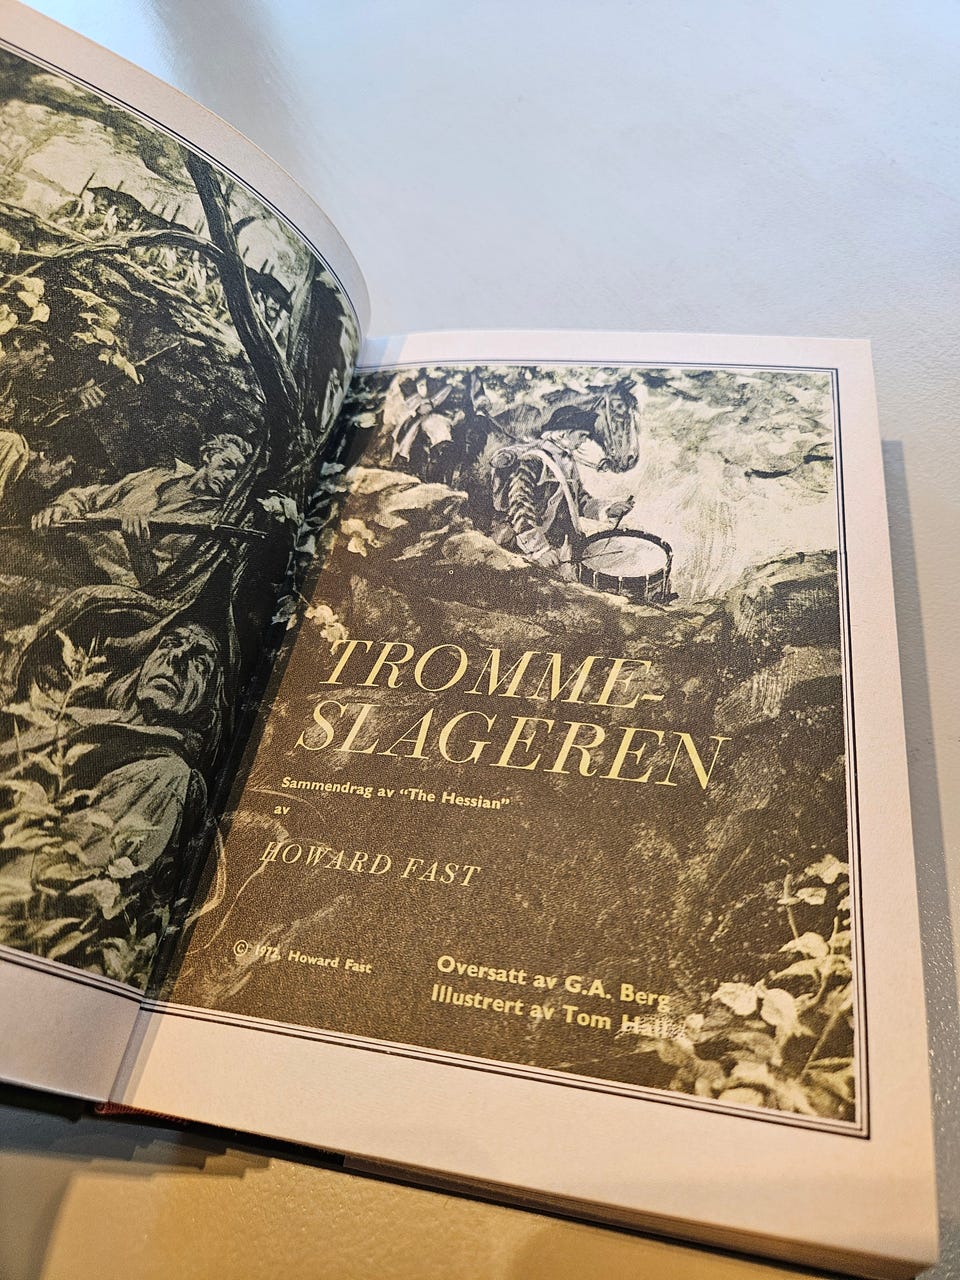 TROMME-
SLAGEREN
Sammendrag av “The Hessian”
av
HOWARD FAST
© 1972, Howard Fast
Oversatt av G.A. Berg
Illustrert av Tom Hall